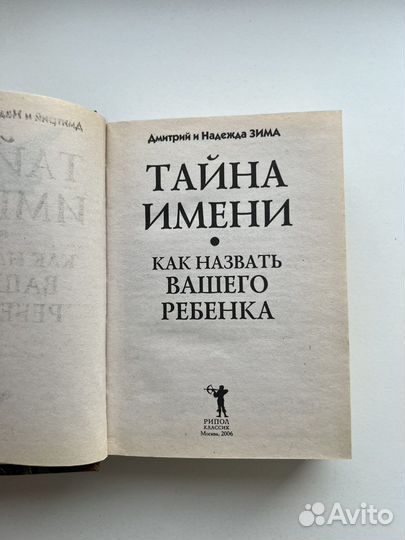 Дмитрий и Надежда ЗИМА
ТАЙНА
ИМЕНИ
•
КАК НАЗВАТЬ
ВАШЕГО
РЕБЕНКА
РИПОЛ
КЛАССИК
Москва, 2006
Avito